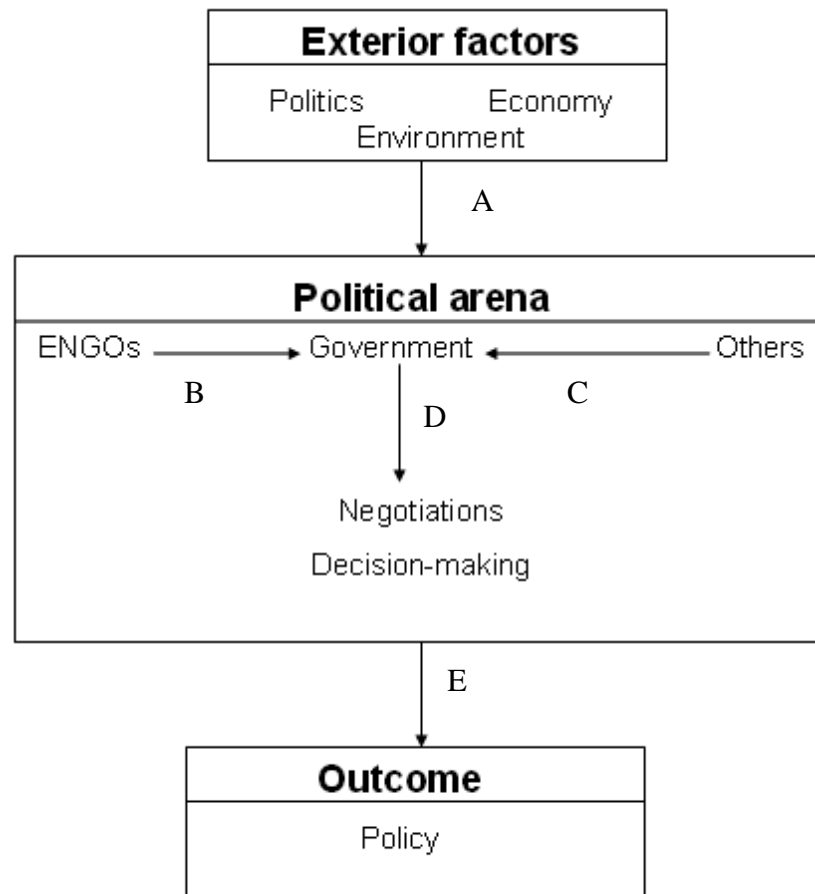 Exterior factors
Politics Economy
Environment
A
Political arena
ENGOs Government Others
B C
D
Negotiations
Decision-making
E
Outcome
Policy